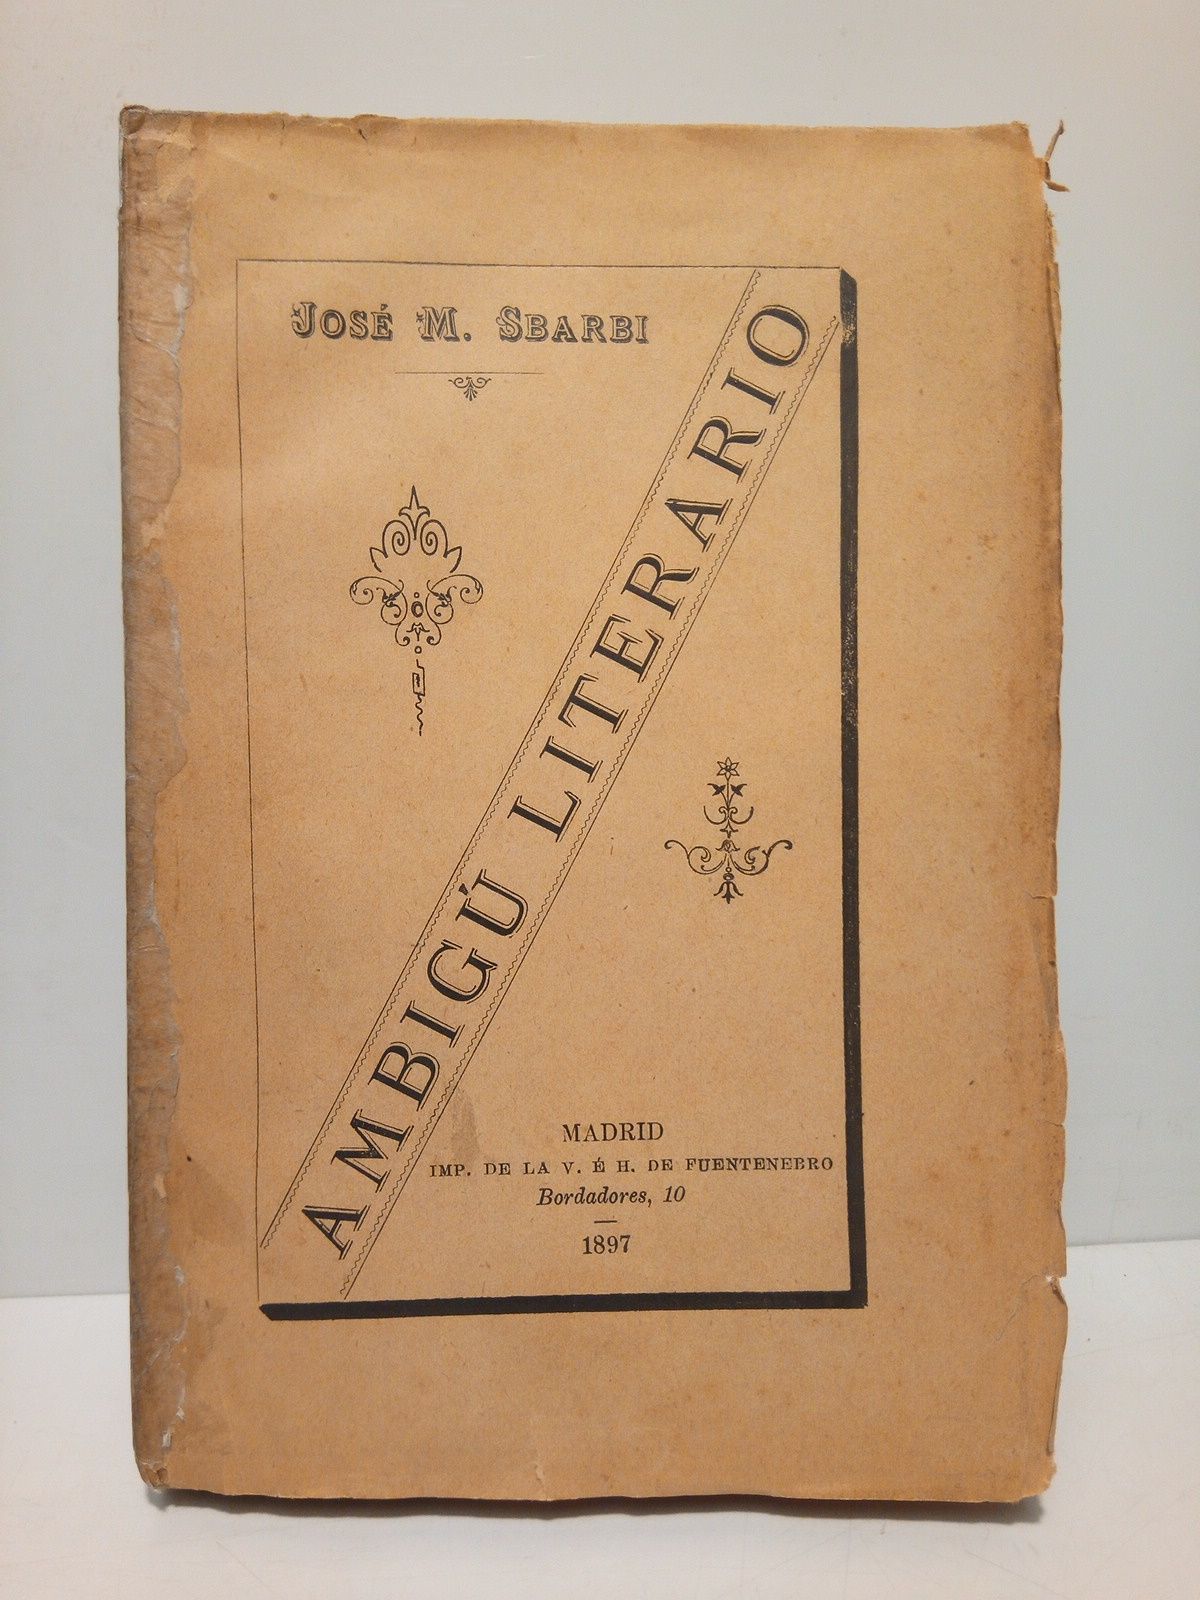 JOSÉ M. SBARBI
AMBIGÚ LITERARIO
MADRID
IMP. DE LA V. É H. DE FUENTENEBRO
Bordadores, 10
1897